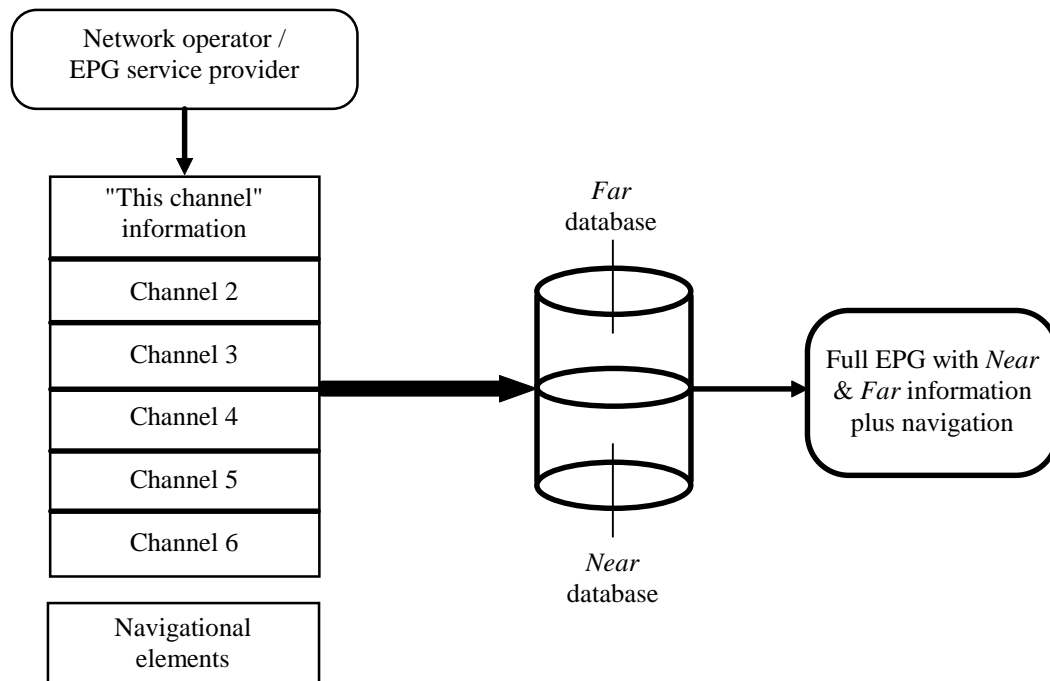 Network operator /
EPG service provider
"This channel"
information
Channel 2
Channel 3
Channel 4
Channel 5
Channel 6
Navigational
elements
Far
database
Near
database
Full EPG with Near
& Far information
plus navigation